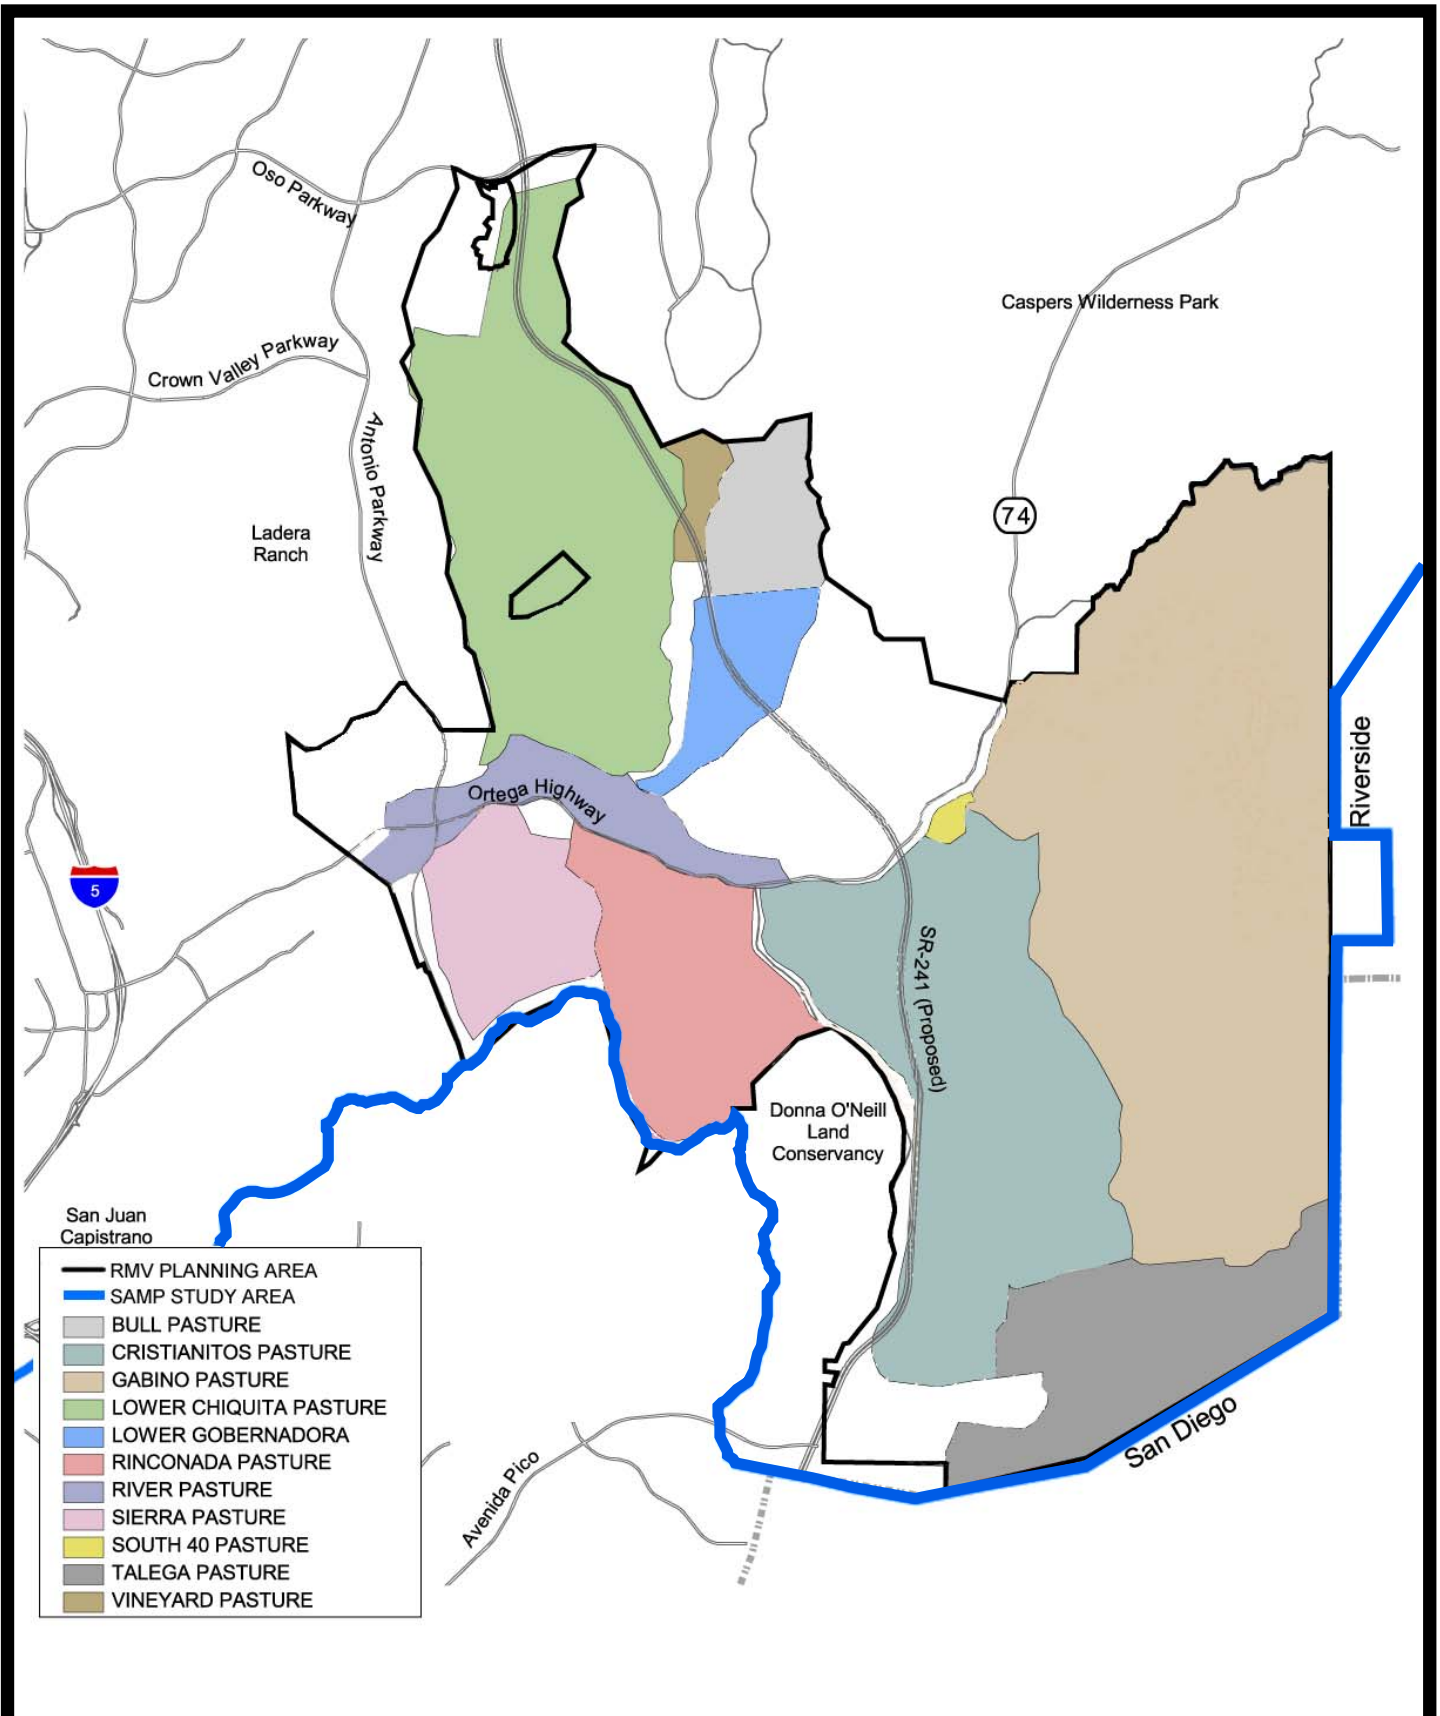 Oso Parkway
Caspers Wilderness Park
Crown Valley Parkway
Antonio Parkway
74
Ladera
Ranch
Riverside
Ortega Highway
5
SR-241 (Proposed)
Donna O'Neill
Land
Conservancy
San Juan
Capistrano
San Diego
Avenida Pico
RMV PLANNING AREA
SAMP STUDY AREA
BULL PASTURE
CRISTIANITOS PASTURE
GABINO PASTURE
LOWER CHIQUITA PASTURE
LOWER GOBERNADORA
RINCONADA PASTURE
RIVER PASTURE
SIERRA PASTURE
SOUTH 40 PASTURE
TALEGA PASTURE
VINEYARD PASTURE